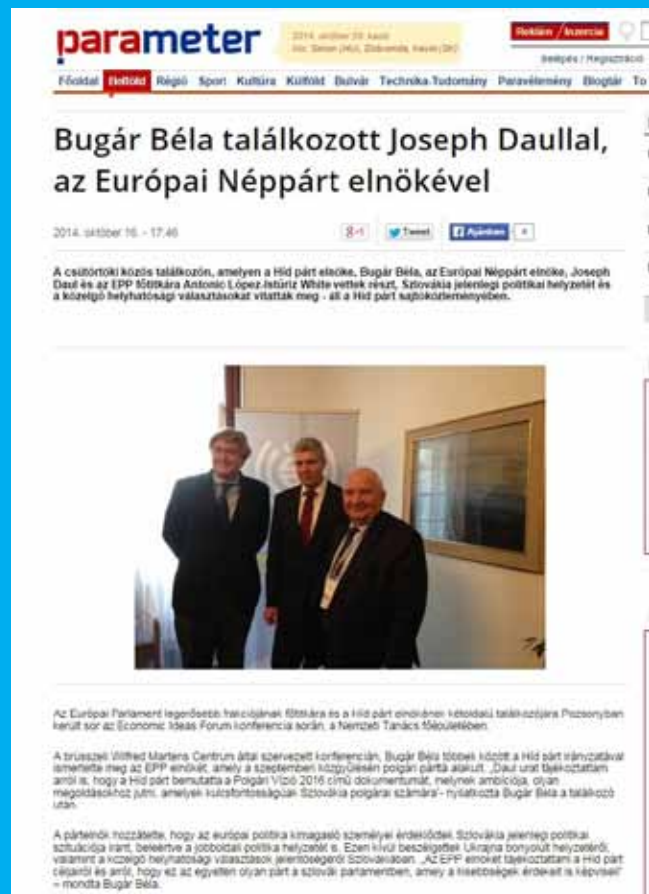 parameter
2014. október 20. kedd
Reklám / Inzercia
Belépés / Regisztráció
Főoldal Belföld Régió Sport Kultúra Külföld Bulvár Technika-Tudomány Paravélemény Blogtár To
Bugár Béla találkozott Joseph Daullal,
az Európai Néppárt elnökével
2014. október 16. - 17:46
Tweet
Ajánlom
A csütörtöki közös találkozón, amelyen a Híd párt elnöke, Bugár Béla, az Európai Néppárt elnöke, Joseph
Daul és az EPP főtitkára Antonio López-Istúriz White vettek részt, Szlovákia jelenlegi politikai helyzetét és
a közelgő helyhatósági választásokat vitatták meg - áll a Híd párt sajtóközleményében.
Az Európai Parlament legerősebb frakciójának főtitkára és a Híd párt elnökének kétoldalú találkozójára Pozsonyban
került sor az Economic Ideas Forum konferencia során, a Nemzeti Tanács főépületében.
A brüsszeli Wilfred Martens Centrum által szervezett konferencián, Bugár Béla többek között a Híd párt irányzatával
ismertette meg az EPP elnökét, amely a szeptemberi közgyűlésen polgári párttá alakult. „Daul urat tájékoztattam
arról is, hogy a Híd párt bemutatta a Polgári Vízió 2016 című dokumentumát, melynek ambíciója, olyan
megoldásokhoz jutni, amelyek kulcsfontosságúak Szlovákia polgárai számára”- nyilatkozta Bugár Béla a találkozó
után.
A pártelnök hozzátette, hogy az európai politika kimagasló személyei érdeklődtek Szlovákia jelenlegi politikai
szituációja iránt, beleértve a jobboldali politika helyzetét is. Ezen kívül beszélgettek Ukrajna bonyolult helyzetéről,
valamint a közelgő helyhatósági választások jelentőségéről Szlovákiában. „AZ EPP elnökét tájékoztattam a Híd párt
céljairól és arról, hogy ez az egyetlen olyan párt a szlovák parlamentben, amely a kisebbségek érdekeit is képviseli”
– mondta Bugár Béla.